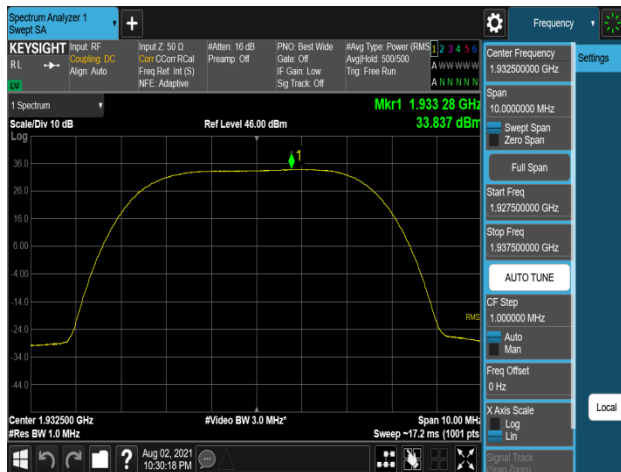 Spectrum Analyzer 1
Swept SA
+
Frequency
KEYSIGHT
RL
Input: RF
Coupling: DC
Align: Auto
Input Z: 50 Ω
Corr CCorr RCal
Freq Ref: Int (S)
NFE: Adaptive
#Atten: 16 dB
Preamp: Off
PNO: Best Wide
Gate: Off
IF Gain: Low
Sig Track: Off
#Avg Type: Power (RMS
Avg|Hold: 500/500
Trig: Free Run
1 2 3 4 5 6
A W W W W W
A N N N N N
1 Spectrum
Scale/Div 10 dB
Log
Ref Level 46.00 dBm
Mkr1 1.933 28 GHz
33.837 dBm
1
36.0
26.0
16.0
6.00
-4.00
-14.0
-24.0
-34.0
-44.0
RMS
Center 1.932500 GHz
#Res BW 1.0 MHz
#Video BW 3.0 MHz*
Span 10.00 MHz
Sweep ~17.2 ms (1001 pts
Aug 02, 2021
10:30:18 PM
?
Center Frequency
1.932500000 GHz
Span
10.0000000 MHz
Swept Span
Zero Span
Full Span
Start Freq
1.927500000 GHz
Stop Freq
1.937500000 GHz
AUTO TUNE
CF Step
1.000000 MHz
Auto
Man
Freq Offset
0 Hz
X Axis Scale
Log
Lin
Signal Track
(Span Zoom)
Settings
Local